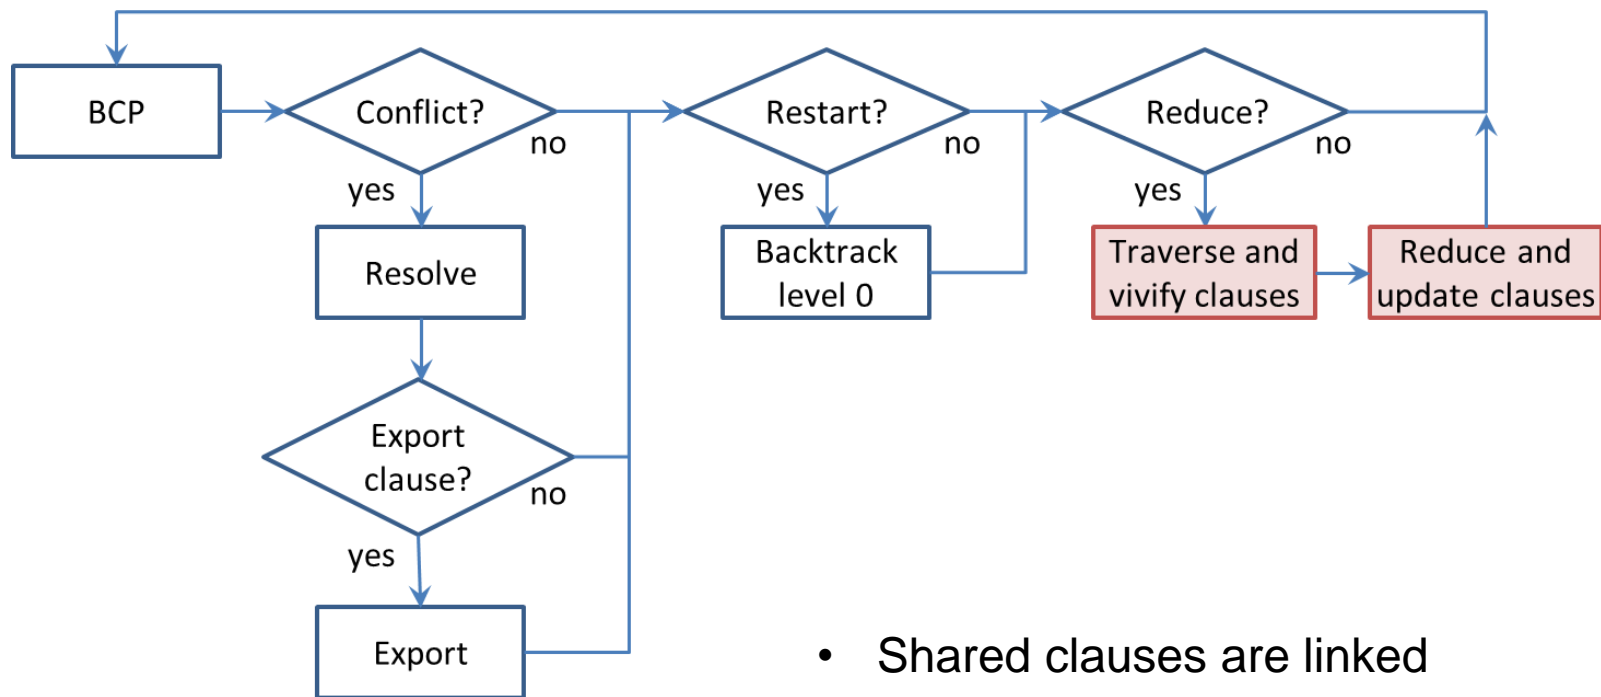 BCP
Conflict?
no
yes
Resolve
Export
clause?
no
yes
Export
Restart?
no
yes
Backtrack
level 0
Reduce?
no
yes
Traverse and
vivify clauses
Reduce and
update clauses
• Shared clauses are linked